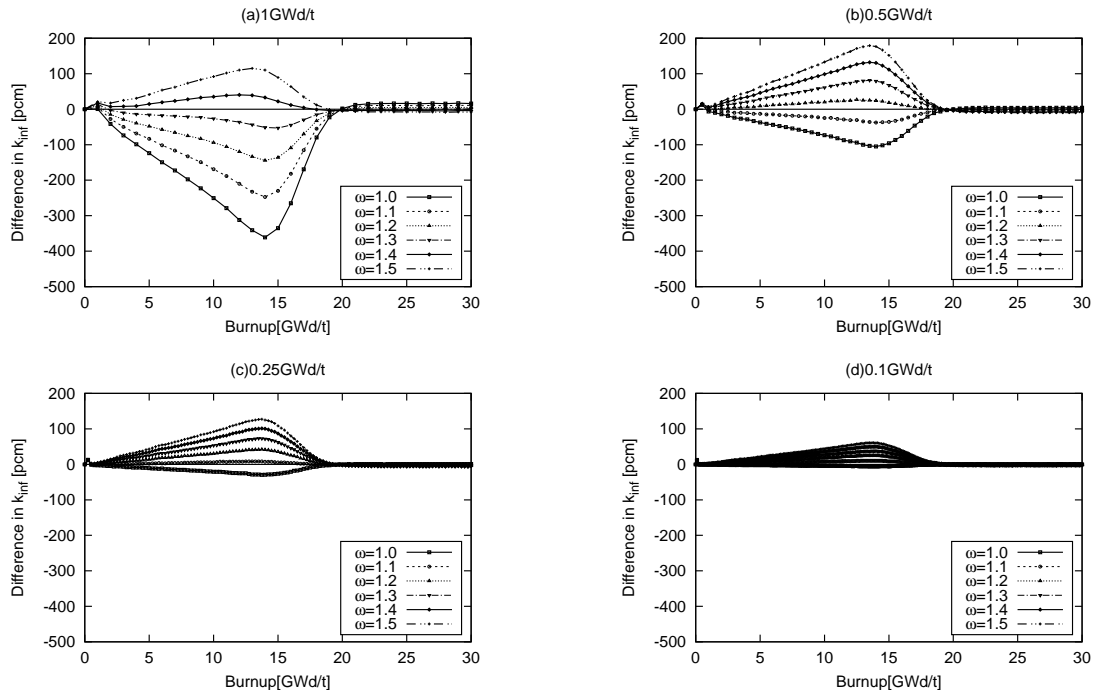 (a)1GWd/t
Difference in kinf [pcm]
200
100
0
-100
-200
-300
-400
-500
ω=1.0
ω=1.1
ω=1.2
ω=1.3
ω=1.4
ω=1.5
0 5 10 15 20 25 30
Burnup[GWd/t]
(b)0.5GWd/t
Difference in kinf [pcm]
200
100
0
-100
-200
-300
-400
-500
ω=1.0
ω=1.1
ω=1.2
ω=1.3
ω=1.4
ω=1.5
0 5 10 15 20 25 30
Burnup[GWd/t]
(c)0.25GWd/t
Difference in kinf [pcm]
200
100
0
-100
-200
-300
-400
-500
ω=1.0
ω=1.1
ω=1.2
ω=1.3
ω=1.4
ω=1.5
0 5 10 15 20 25 30
Burnup[GWd/t]
(d)0.1GWd/t
Difference in kinf [pcm]
200
100
0
-100
-200
-300
-400
-500
ω=1.0
ω=1.1
ω=1.2
ω=1.3
ω=1.4
ω=1.5
0 5 10 15 20 25 30
Burnup[GWd/t]